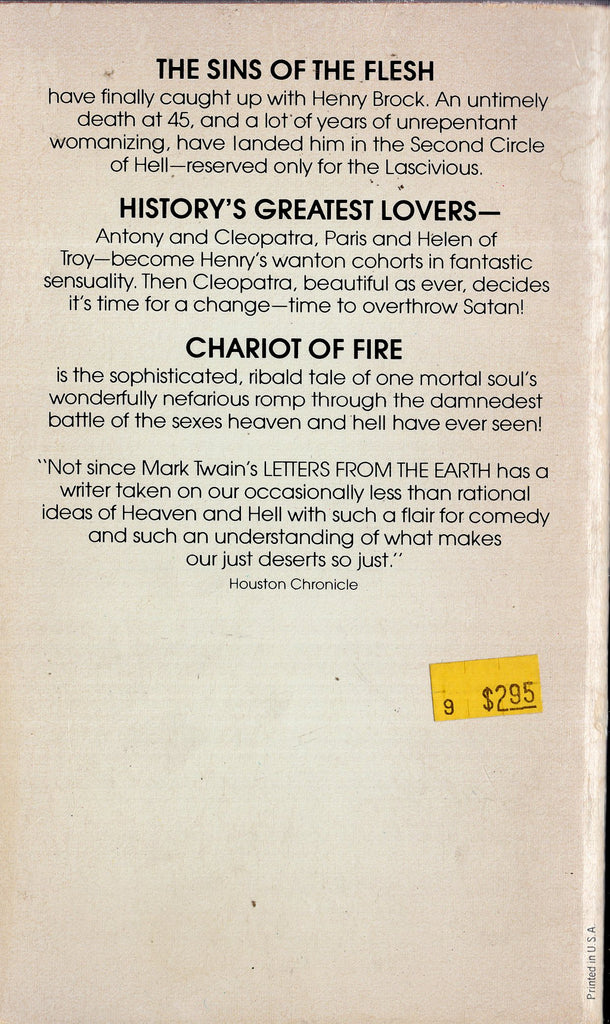 THE SINS OF THE FLESH
have finally caught up with Henry Brock. An untimely
death at 45, and a lot of years of unrepentant
womanizing, have landed him in the Second Circle
of Hell—reserved only for the Lascivious.
HISTORY'S GREATEST LOVERS—
Antony and Cleopatra, Paris and Helen of
Troy—become Henry's wanton cohorts in fantastic
sensuality. Then Cleopatra, beautiful as ever, decides
it's time for a change—time to overthrow Satan!
CHARIOT OF FIRE
is the sophisticated, ribald tale of one mortal soul's
wonderfully nefarious romp through the damnedest
battle of the sexes heaven and hell have ever seen!
"Not since Mark Twain's LETTERS FROM THE EARTH has a
writer taken on our occasionally less than rational
ideas of Heaven and Hell with such a flair for comedy
and such an understanding of what makes
our just deserts so just."
Houston Chronicle
9 $295
Printed in U.S.A.